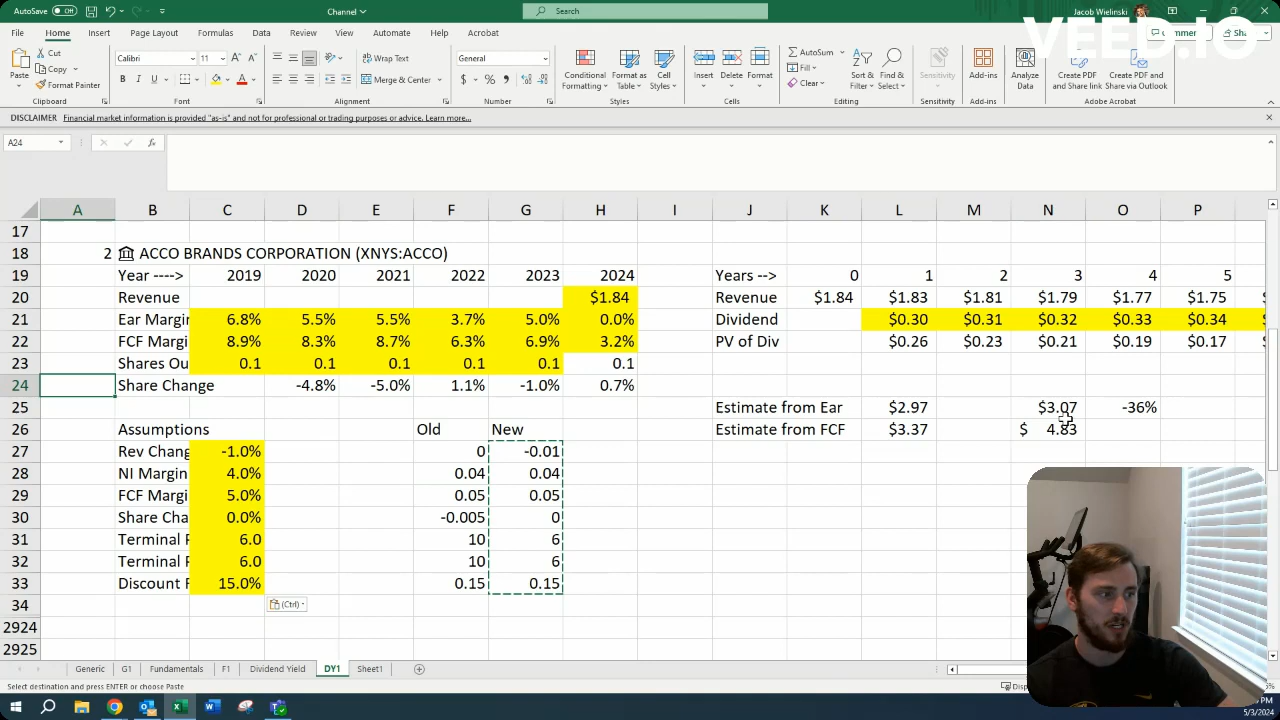 AutoSave Off
Channel
Search
Jacob Wielinski
VEED.IO
File Home Insert Page Layout Formulas Data Review View Automate Help Acrobat
Comments
Cut
Copy
Format Painter
Paste
Clipboard
Calibri 11
B I U
Font
Wrap Text
Merge & Center
Alignment
General
$ %
Number
Conditional Formatting
Format as Table
Cell Styles
Styles
Insert Delete Format
Cells
AutoSum
Fill
Clear
Sort & Filter
Find & Select
Editing
Sensitivity
Sensitivity
Add-ins
Add-ins
Analyze Data
Create PDF and Share link
Create PDF and Share via Outlook
Adobe Acrobat
DISCLAIMER Financial market information is provided "as-is" and not for professional or trading purposes or advice. Learn more...
A24 fx
A B C D E F G H I J K L M N O P
17
18 2 ACCO BRANDS CORPORATION (XNYS:ACCO)
19 Year ----> 2019 2020 2021 2022 2023 2024 Years --> 0 1 2 3 4 5
20 Revenue $1.84 Revenue $1.84 $1.83 $1.81 $1.79 $1.77 $1.75
21 Ear Margin 6.8% 5.5% 5.5% 3.7% 5.0% 0.0% Dividend $0.30 $0.31 $0.32 $0.33 $0.34
22 FCF Margi 8.9% 8.3% 8.7% 6.3% 6.9% 3.2% PV of Div $0.26 $0.23 $0.21 $0.19 $0.17
23 Shares Ou 0.1 0.1 0.1 0.1 0.1 0.1
24 Share Change -4.8% -5.0% 1.1% -1.0% 0.7%
25 Estimate from Ear $2.97 $3.07 -36%
26 Assumptions Old New Estimate from FCF $3.37 $ 4.83
27 Rev Chang -1.0% 0 -0.01
28 NI Margin 4.0% 0.04 0.04
29 FCF Margi 5.0% 0.05 0.05
30 Share Cha 0.0% -0.005 0
31 Terminal P 6.0 10 6
32 Terminal P 6.0 10 6
33 Discount R 15.0% 0.15 0.15
34 (Ctrl)
2924
2925
Generic G1 Fundamentals F1 Dividend Yield DY1 Sheet1
Select destination and press ENTER or choose Paste
5/3/2024